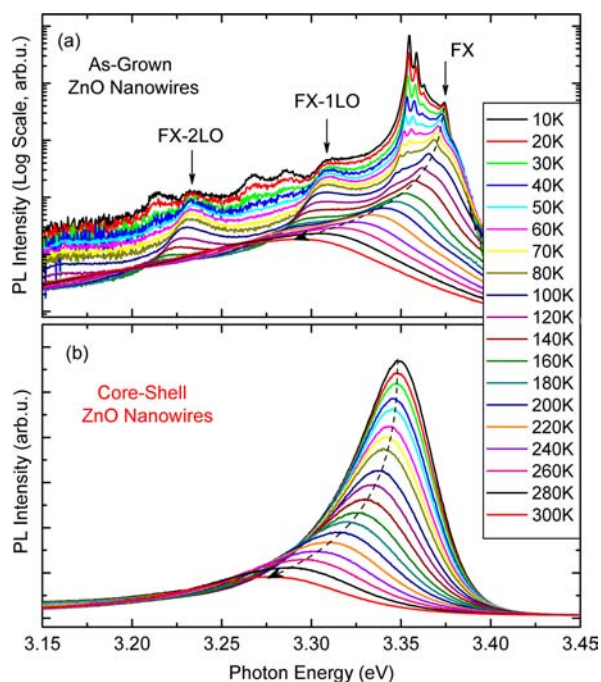 (a)
As-Grown
ZnO Nanowires
FX-2LO
FX-1LO
FX
PL Intensity (Log Scale, arb.u.)
10K
20K
30K
40K
50K
60K
70K
80K
100K
120K
140K
160K
180K
200K
220K
240K
260K
280K
300K
(b)
Core-Shell
ZnO Nanowires
PL Intensity (arb.u.)
3.15 3.20 3.25 3.30 3.35 3.40 3.45
Photon Energy (eV)